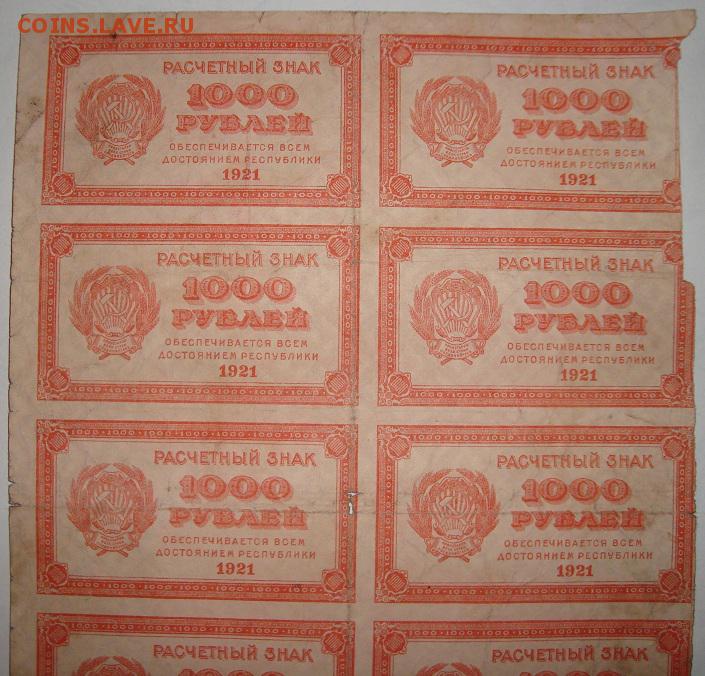 COINS.LAVE.RU
РАСЧЕТНЫЙ ЗНАК
1000
РУБЛЕЙ
ОБЕСПЕЧИВАЕТСЯ ВСЕМ
ДОСТОЯНИЕМ РЕСПУБЛИКИ
1921
РАСЧЕТНЫЙ ЗНАК
1000
РУБЛЕЙ
ОБЕСПЕЧИВАЕТСЯ ВСЕМ
ДОСТОЯНИЕМ РЕСПУБЛИКИ
1921
РАСЧЕТНЫЙ ЗНАК
1000
РУБЛЕЙ
ОБЕСПЕЧИВАЕТСЯ ВСЕМ
ДОСТОЯНИЕМ РЕСПУБЛИКИ
1921
РАСЧЕТНЫЙ ЗНАК
1000
РУБЛЕЙ
ОБЕСПЕЧИВАЕТСЯ ВСЕМ
ДОСТОЯНИЕМ РЕСПУБЛИКИ
1921
РАСЧЕТНЫЙ ЗНАК
1000
РУБЛЕЙ
ОБЕСПЕЧИВАЕТСЯ ВСЕМ
ДОСТОЯНИЕМ РЕСПУБЛИКИ
1921
РАСЧЕТНЫЙ ЗНАК
1000
РУБЛЕЙ
ОБЕСПЕЧИВАЕТСЯ ВСЕМ
ДОСТОЯНИЕМ РЕСПУБЛИКИ
1921
РАСЧЕТНЫЙ ЗНАК
РАСЧЕТНЫЙ ЗНАК